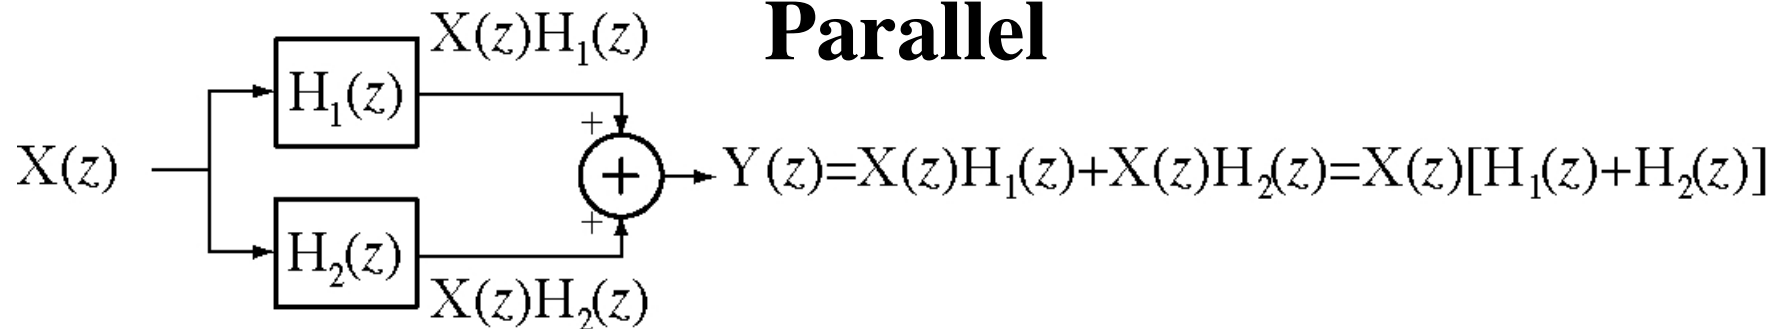 Parallel
X(z)H₁(z)
H₁(z)
+
X(z)
+
Y(z)=X(z)H₁(z)+X(z)H₂(z)=X(z)[H₁(z)+H₂(z)]
+
H₂(z)
X(z)H₂(z)